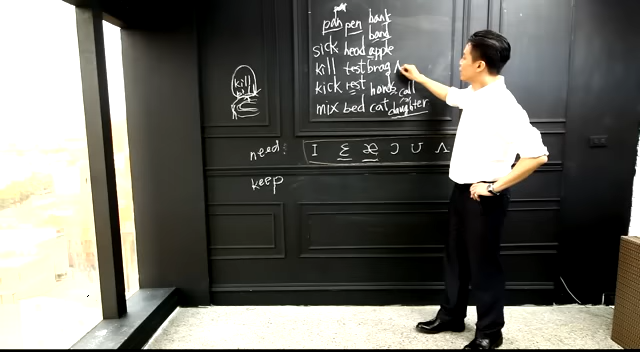 pan pen bank
band
sick head apple
kill test brag Λ
kick rest hands call
mix bed cat daughter
kill
need:
I ɛ æ ɔ ʊ ʌ
keep